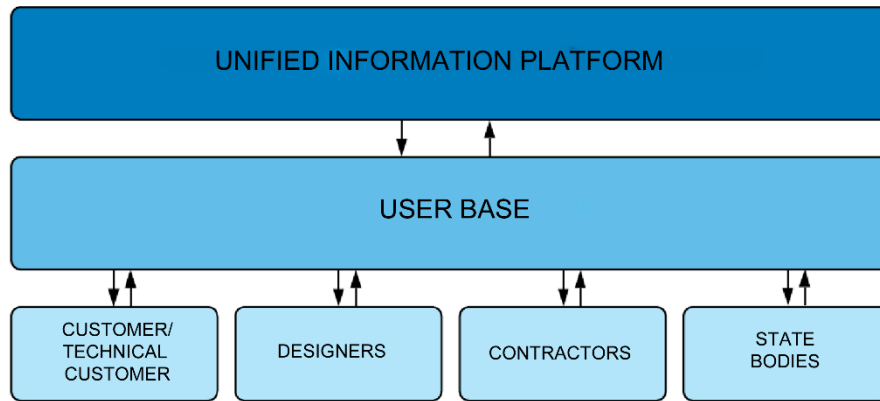 UNIFIED INFORMATION PLATFORM
USER BASE
CUSTOMER/
TECHNICAL
CUSTOMER
DESIGNERS
CONTRACTORS
STATE
BODIES